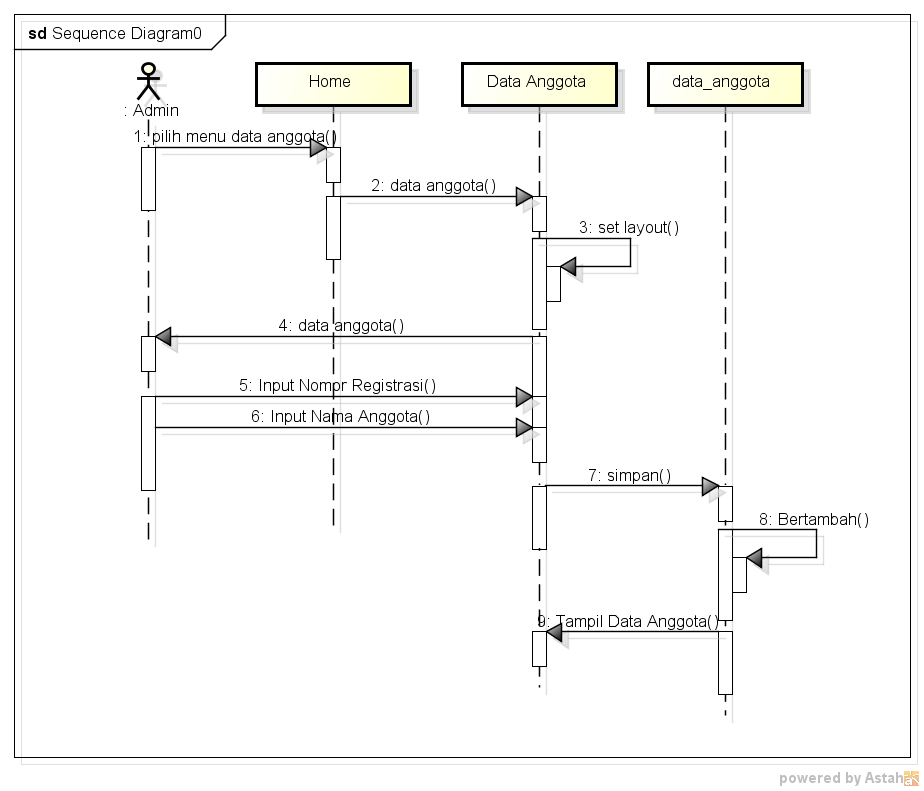 sd Sequence Diagram0
: Admin
Home
Data Anggota
data_anggota
1: pilih menu data anggota()
2: data anggota()
3: set layout()
4: data anggota()
5: Input Nompr Registrasi()
6: Input Nama Anggota()
7: simpan()
8: Bertambah()
9: Tampil Data Anggota()
powered by Astah